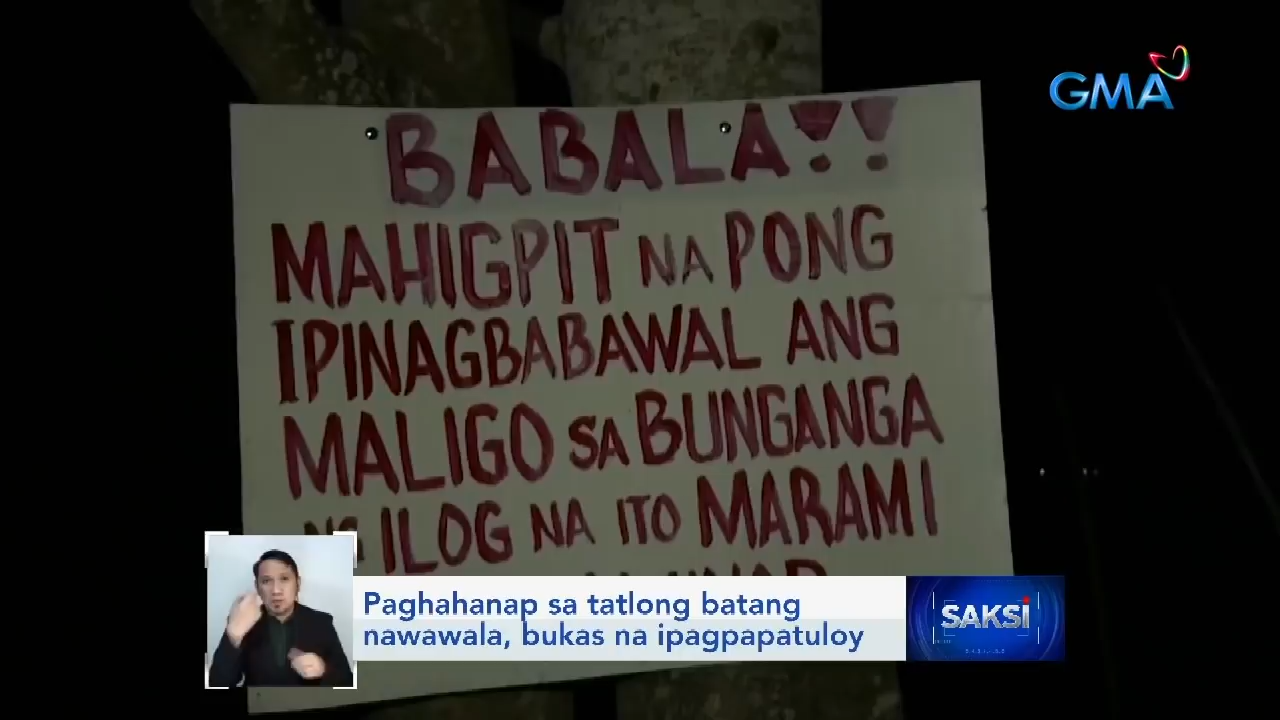 GMA
BABALA!!
MAHIGPIT NA PONG
IPINAGBABAWAL ANG
MALIGO SA BUNGANGA
NG ILOG NA ITO MARAMI
Paghahanap sa tatlong batang
nawawala, bukas na ipagpapatuloy
SAKSI